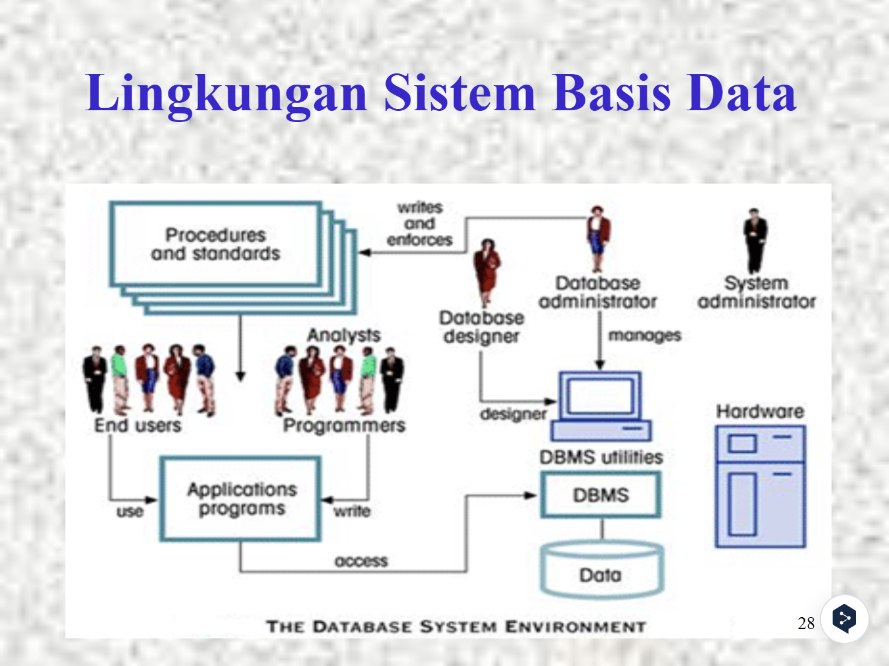 Lingkungan Sistem Basis Data
writes
and
enforces
Procedures
and standards
Database
administrator
System
administrator
Database
designer
manages
Analysts
End users
Programmers
designer
Hardware
DBMS utilities
Applications
programs
use
write
DBMS
access
Data
THE DATABASE SYSTEM ENVIRONMENT
28